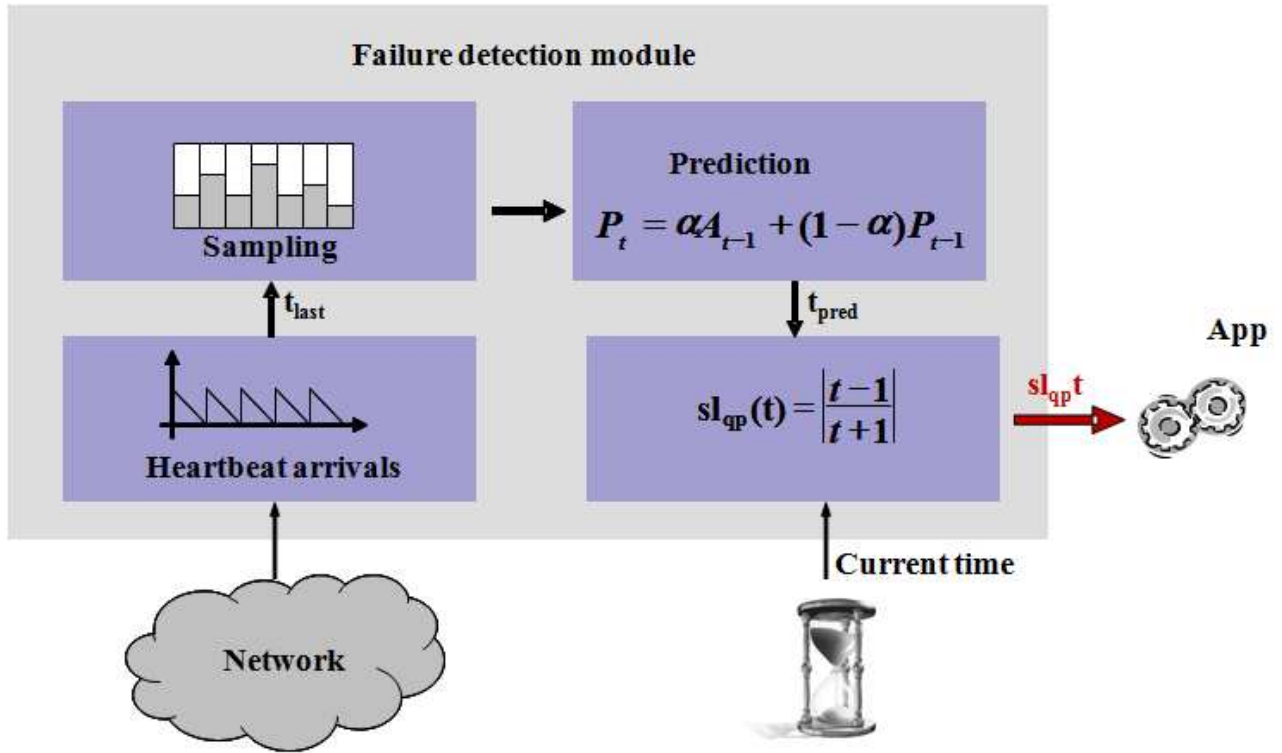 Failure detection module
Sampling
Prediction
P_t = αA_{t-1} + (1 - α)P_{t-1}
t_last
t_pred
Heartbeat arrivals
sl_qp(t) = |t - 1 / t + 1|
sl_qp t
App
Current time
Network